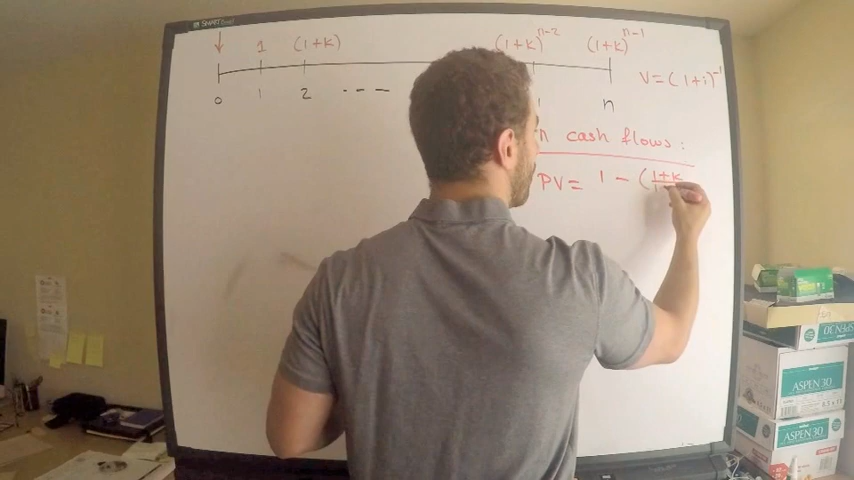 SMART
1 (1+k) (1+k)^n-2 (1+k)^n-1
V=(1+i)^-1
0 1 2 --- n
n cash flows:
PV= 1 - (1+k
ASPEN 30
ASPEN 30
ASPEN 30